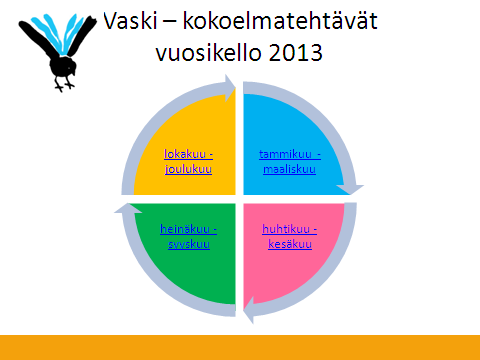 Vaski – kokoelmatehtävät
vuosikello 2013
lokakuu -
joulukuu
tammikuu -
maaliskuu
heinäkuu -
syyskuu
huhtikuu -
kesäkuu